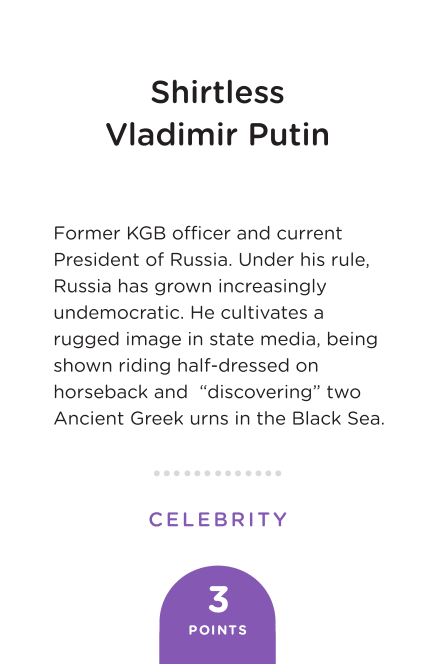 Shirtless
Vladimir Putin
Former KGB officer and current
President of Russia. Under his rule,
Russia has grown increasingly
undemocratic. He cultivates a
rugged image in state media, being
shown riding half-dressed on
horseback and  “discovering” two
Ancient Greek urns in the Black Sea.
CELEBRITY
3
POINTS